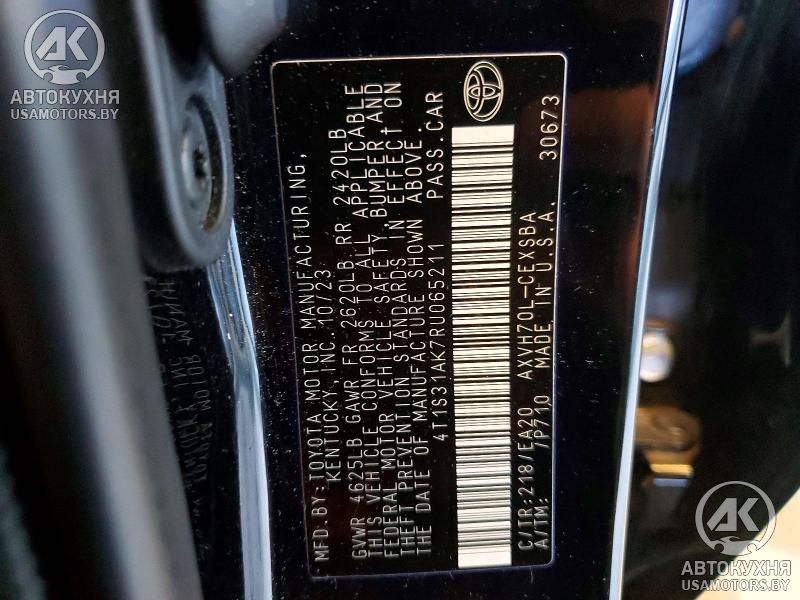 AK
АВТОКУХНЯ
USAMOTORS.BY
MFD.BY:TOYOTA MOTOR MANUFACTURING,
KENTUCKY, INC. 10/23
GVWR 4625LB GAWR FR 2620LB RR 2420LB
THIS VEHICLE CONFORMS TO ALL APPLICABLE
FEDERAL MOTOR VEHICLE SAFETY, BUMPER AND
THEFT PREVENTION STANDARDS IN EFFECT ON
THE DATE OF MANUFACTURE SHOWN ABOVE.
4T1S31AK7RU065211 PASS.CAR
C/TR:218/EA20 AXVH70L-CEXSBA
A/TM: /P710 MADE IN U.S.A. 30673
AK
АВТОКУХНЯ
USAMOTORS.BY